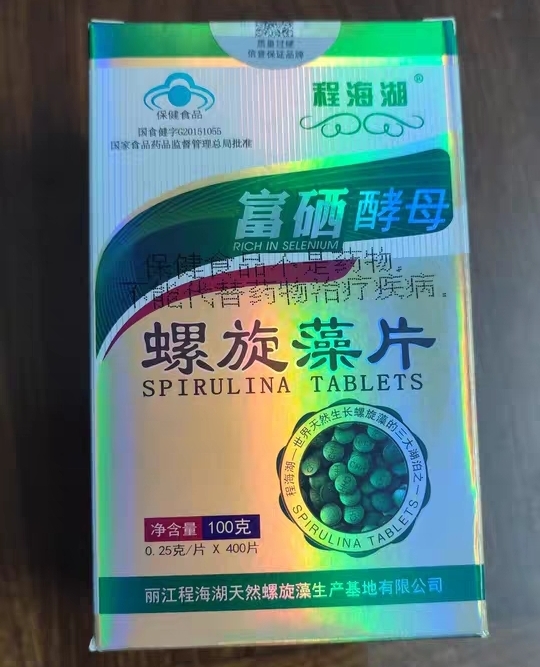 质量过硬
信誉保证品牌
保健食品
国食健字G20151055
国家食品药品监督管理总局批准
程海湖®
富硒酵母
RICH IN SELENIUM
保健食品不是药物,
不能代替药物治疗疾病。
螺旋藻片
SPIRULINA TABLETS
程海湖—世界天然生长螺旋藻的三大湖泊之一
SPIRULINA TABLETS
净含量 100克
0.25克/片 X 400片
丽江程海湖天然螺旋藻生产基地有限公司